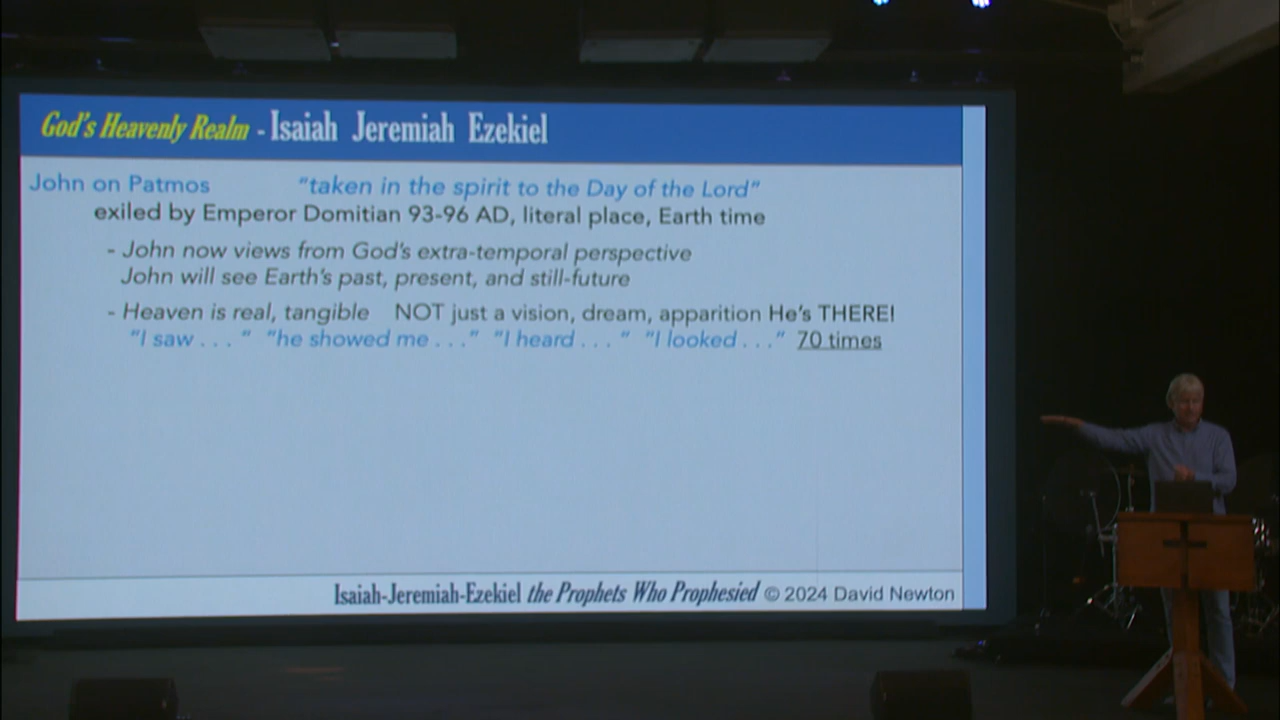 God's Heavenly Realm - Isaiah Jeremiah Ezekiel
John on Patmos "taken in the spirit to the Day of the Lord"
exiled by Emperor Domitian 93-96 AD, literal place, Earth time
- John now views from God's extra-temporal perspective
John will see Earth's past, present, and still-future
- Heaven is real, tangible NOT just a vision, dream, apparition He's THERE!
"I saw . . . " "he showed me . . ." "I heard . . . " "I looked . . ." 70 times
Isaiah-Jeremiah-Ezekiel the Prophets Who Prophesied © 2024 David Newton